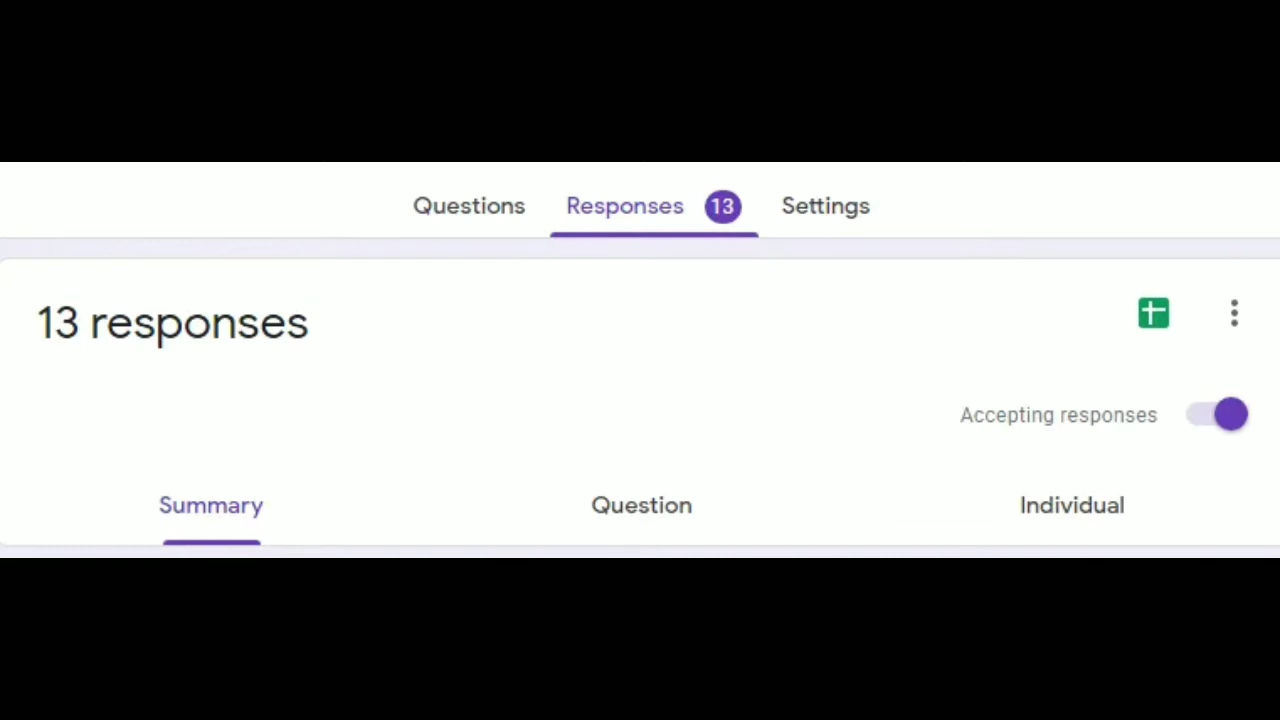 Questions Responses 13 Settings
13 responses
Accepting responses
Summary Question Individual